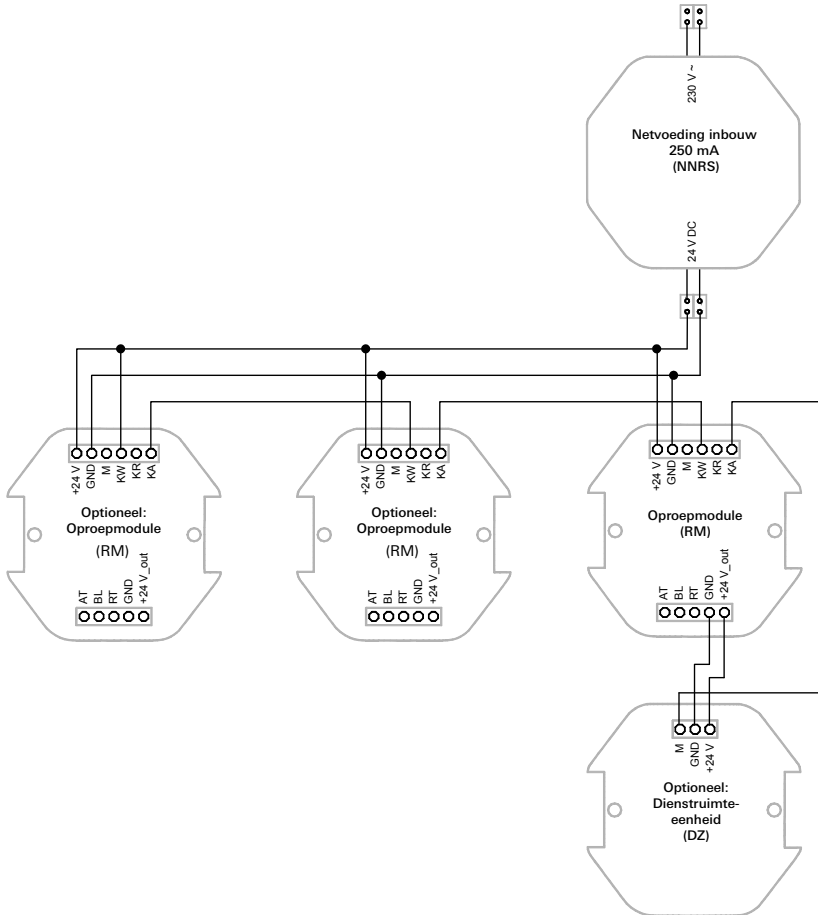 230 V ~
Netvoeding inbouw
250 mA
(NNRS)
24 V DC
+24 V
GND
M
KW
KR
KA
Optioneel:
Oproepmodule
(RM)
AT
BL
RT
GND
+24 V_out
+24 V
GND
M
KW
KR
KA
Optioneel:
Oproepmodule
(RM)
AT
BL
RT
GND
+24 V_out
+24 V
GND
M
KW
KR
KA
Oproepmodule
(RM)
AT
BL
RT
GND
+24 V_out
M
GND
+24 V
Optioneel:
Dienstruimte-
eenheid
(DZ)